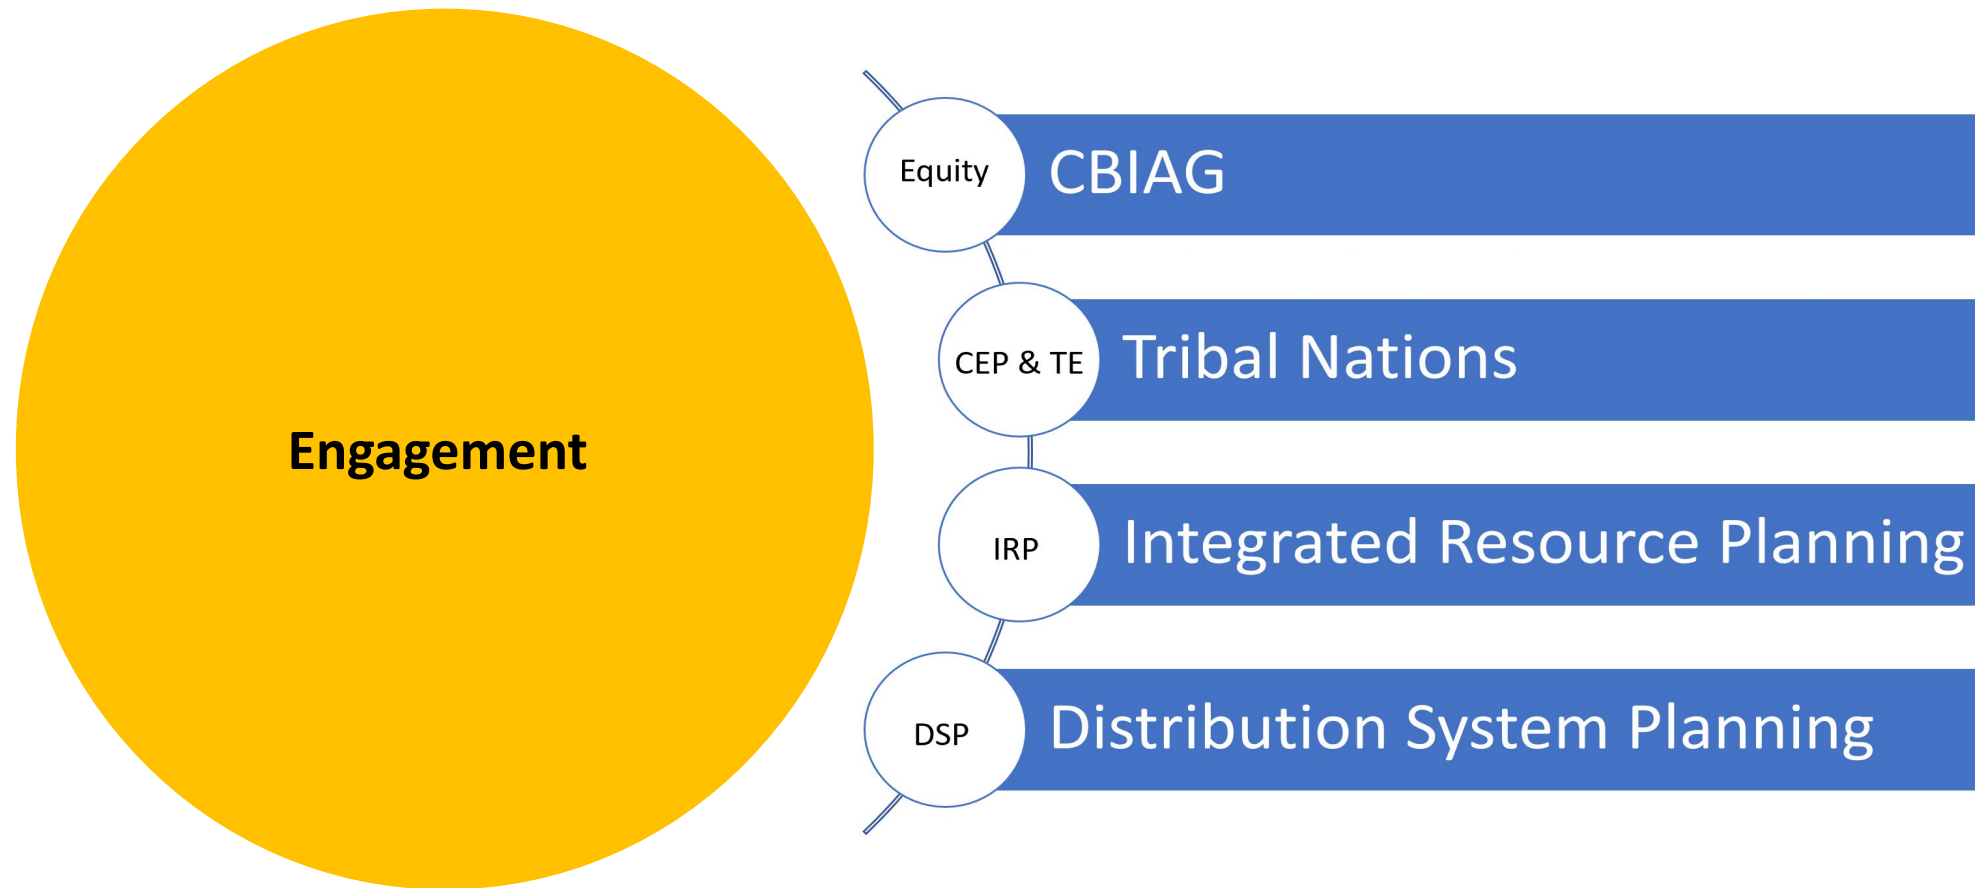 Engagement
Equity
CBIAG
CEP & TE
Tribal Nations
IRP
Integrated Resource Planning
DSP
Distribution System Planning